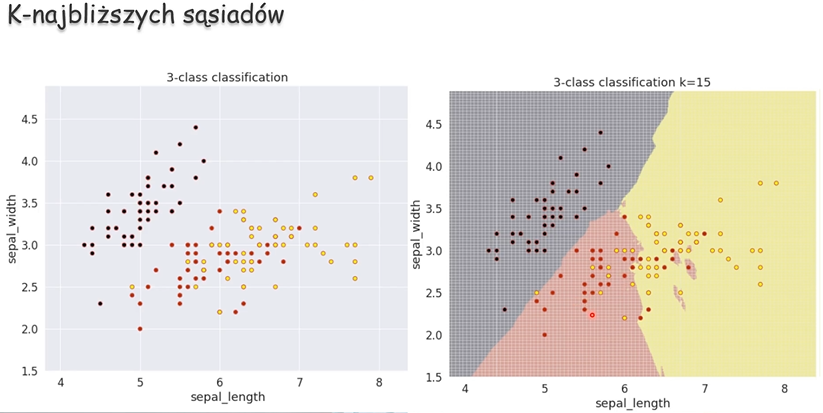 K-najbliższych sąsiadów
3-class classification
sepal_width
4.5
4.0
3.5
3.0
2.5
2.0
1.5
4 5 6 7 8
sepal_length
3-class classification k=15
sepal_width
4.5
4.0
3.5
3.0
2.5
2.0
1.5
4 5 6 7 8
sepal_length